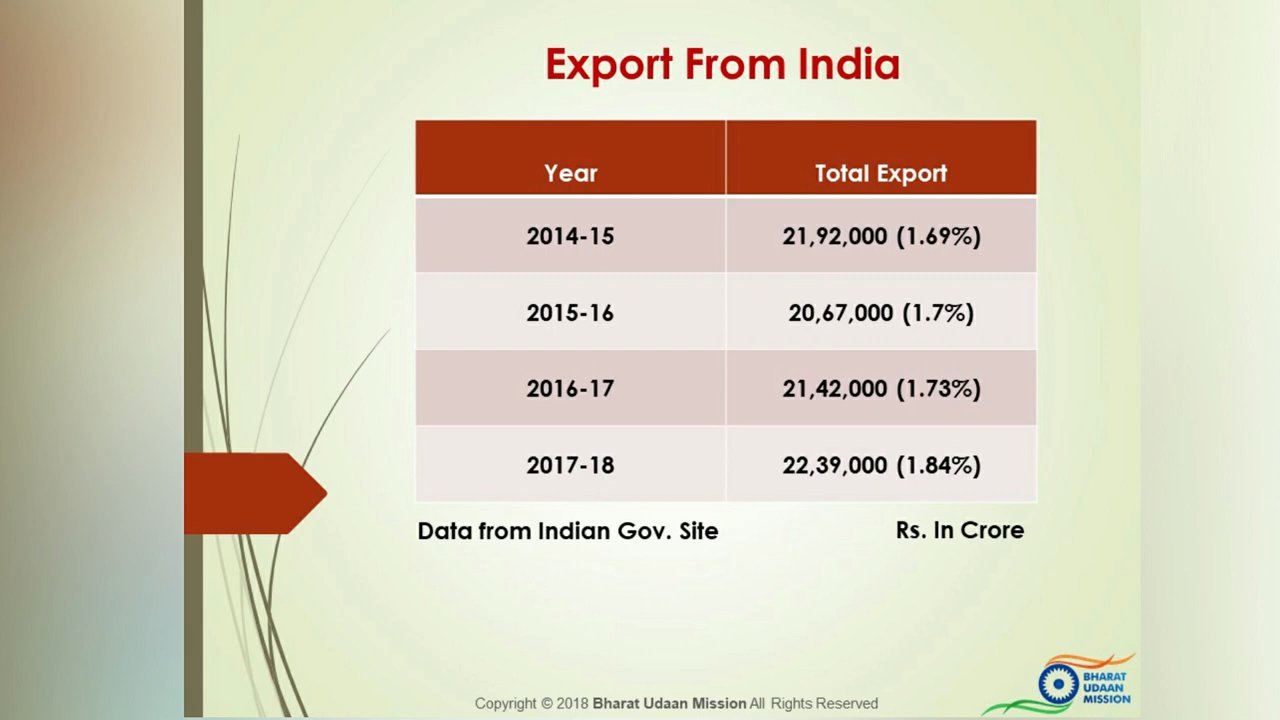 Export From India
Year Total Export
2014-15 21,92,000 (1.69%)
2015-16 20,67,000 (1.7%)
2016-17 21,42,000 (1.73%)
2017-18 22,39,000 (1.84%)
Data from Indian Gov. Site Rs. In Crore
Copyright © 2018 Bharat Udaan Mission All Rights Reserved
BHARAT
UDAAN
MISSION